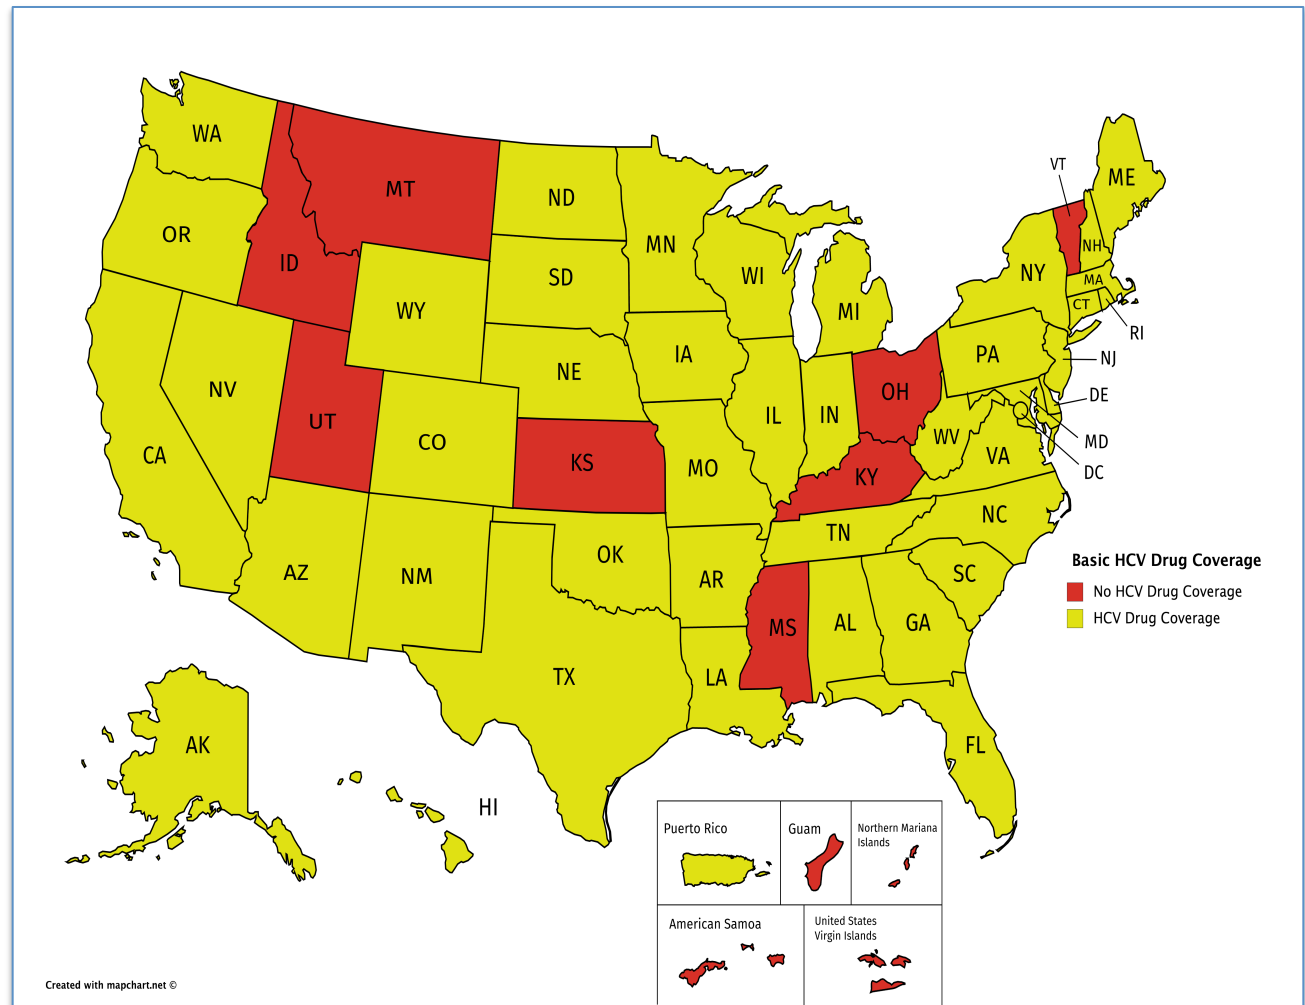 WA
MT
ND
MN
VT
ME
OR
ID
SD
WI
MI
NY
NH
MA
CT
RI
WY
NE
IA
PA
NJ
NV
UT
CO
KS
MO
IL
IN
OH
WV
VA
DE
MD
DC
CA
KY
AZ
NM
OK
AR
TN
NC
SC
TX
LA
MS
AL
GA
FL
AK
HI
Basic HCV Drug Coverage
No HCV Drug Coverage
HCV Drug Coverage
Puerto Rico
Guam
Northern Mariana
Islands
American Samoa
United States
Virgin Islands
Created with mapchart.net ©